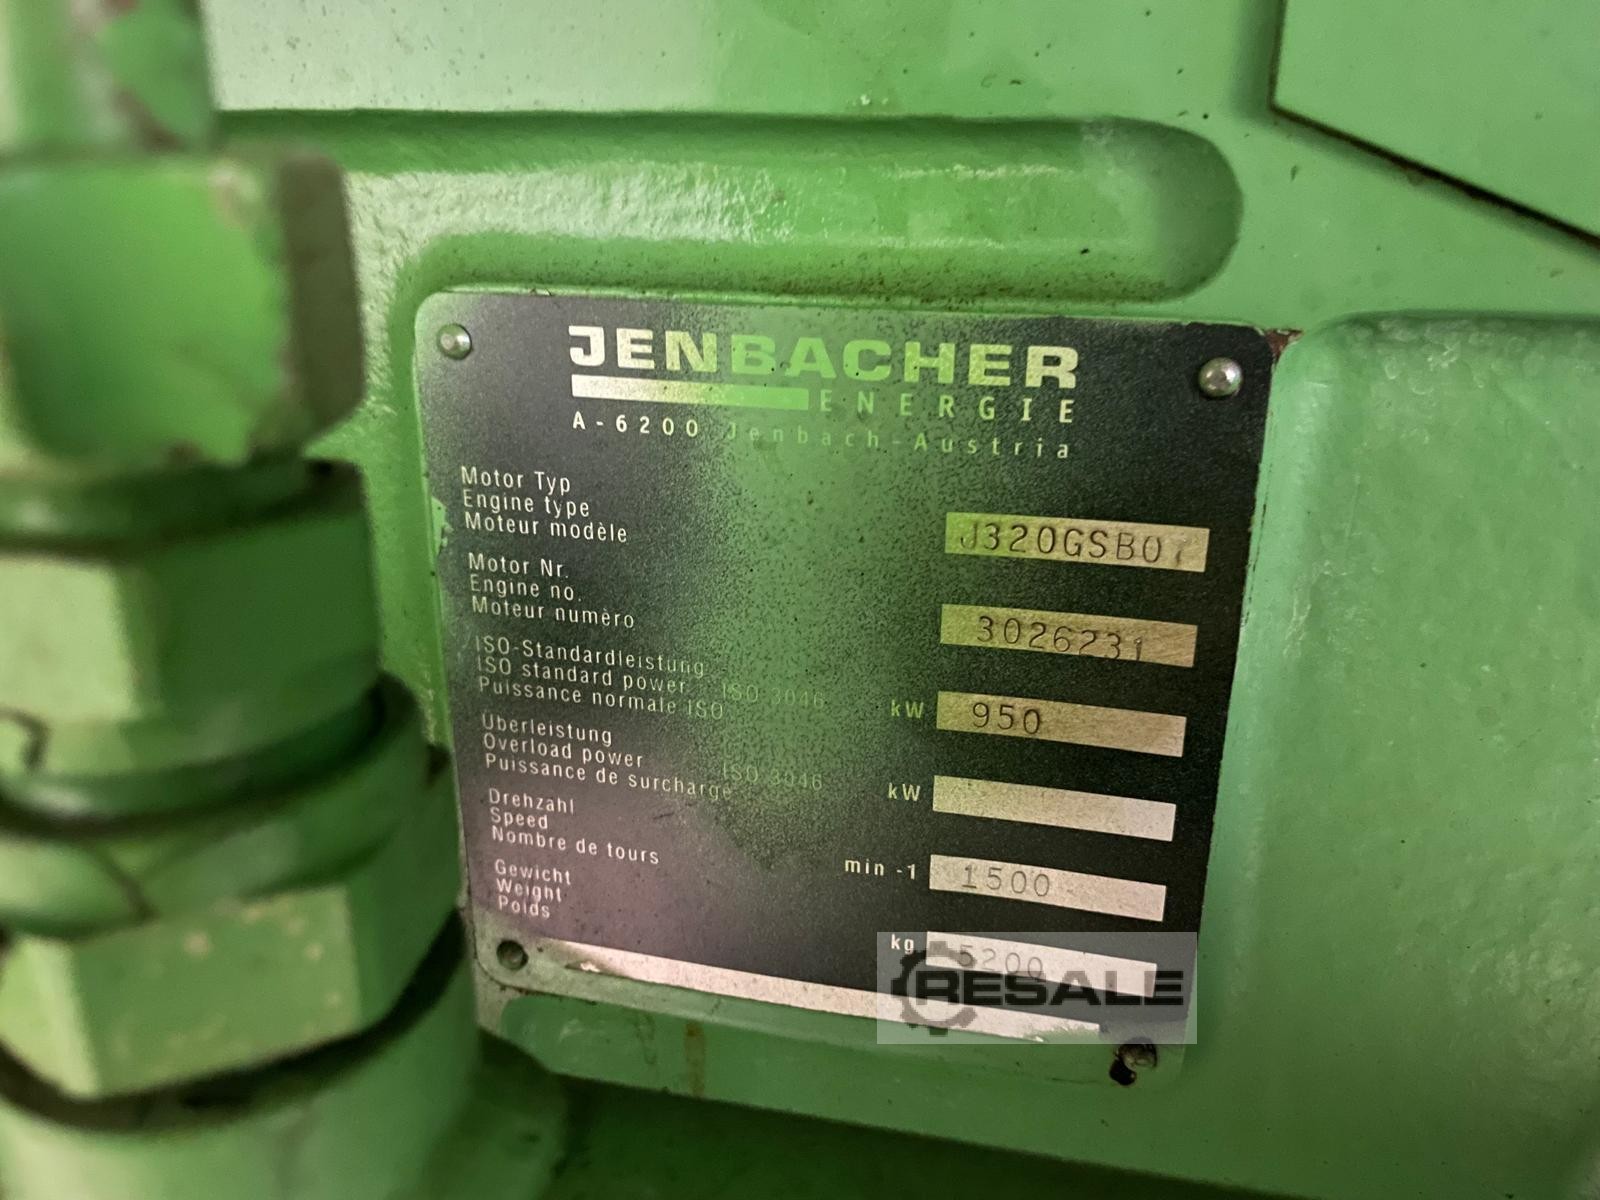 JENBACHER
ENERGIE
A-6200 Jenbach-Austria
Motor Typ
Engine type
Moteur modèle
J320GSB07
Motor Nr.
Engine no.
Moteur numèro
3026231
ISO-Standardleistung
ISO standard power ISO 3046
Puissance normale ISO
kW 950
Überleistung
Overload power ISO 3046
Puissance de surcharge
kW
Drehzahl
Speed
Nombre de tours
min -1 1500
Gewicht
Weight
Poids
kg 5200
RESALE